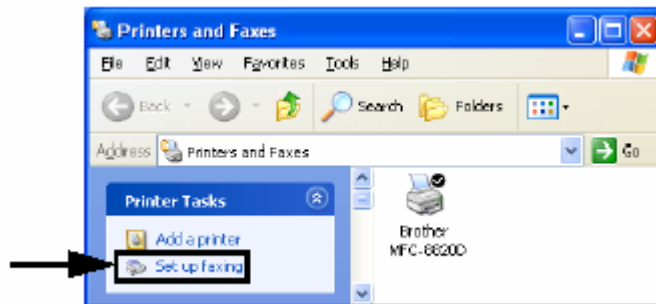 Printers and Faxes
File Edit View Favorites Tools Help
Back Search Folders
Address Printers and Faxes Go
Printer Tasks
Add a printer
Set up faxing
Brother
MFC-8820D